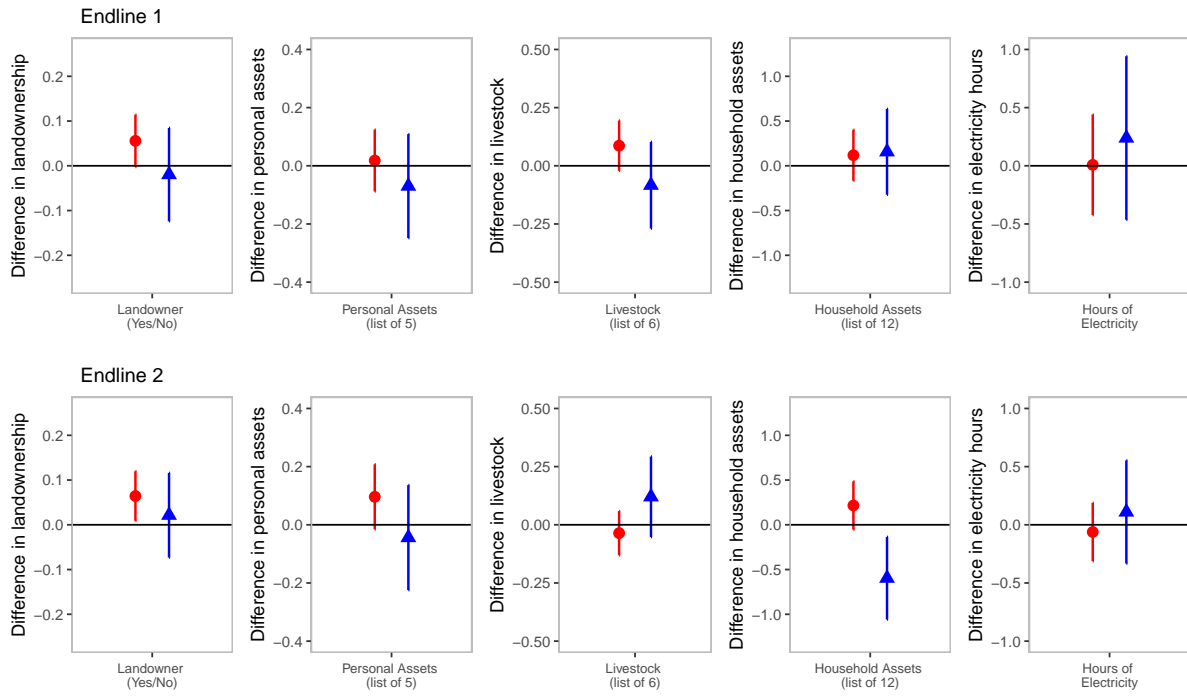 Endline 1
Difference in landownership
0.2
0.1
0.0
−0.1
−0.2
Landowner
(Yes/No)
Difference in personal assets
0.4
0.2
0.0
−0.2
−0.4
Personal Assets
(list of 5)
Difference in livestock
0.50
0.25
0.00
−0.25
−0.50
Livestock
(list of 6)
Difference in household assets
1.0
0.5
0.0
−0.5
−1.0
Household Assets
(list of 12)
Difference in electricity hours
1.0
0.5
0.0
−0.5
−1.0
Hours of
Electricity
Endline 2
Difference in landownership
0.2
0.1
0.0
−0.1
−0.2
Landowner
(Yes/No)
Difference in personal assets
0.4
0.2
0.0
−0.2
−0.4
Personal Assets
(list of 5)
Difference in livestock
0.50
0.25
0.00
−0.25
−0.50
Livestock
(list of 6)
Difference in household assets
1.0
0.5
0.0
−0.5
−1.0
Household Assets
(list of 12)
Difference in electricity hours
1.0
0.5
0.0
−0.5
−1.0
Hours of
Electricity